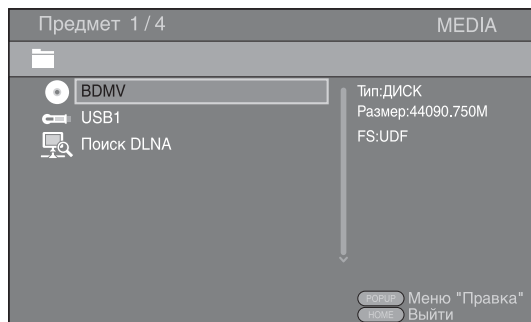 Предмет 1 / 4
MEDIA
BDMV
USB1
Поиск DLNA
Тип:ДИСК
Размер:44090.750M
FS:UDF
POPUP Меню "Правка"
HOME Выйти